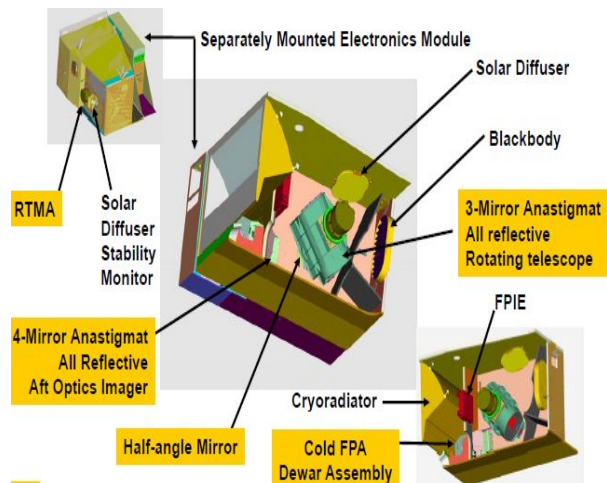 Separately Mounted Electronics Module
Solar Diffuser
Blackbody
RTMA
Solar
Diffuser
Stability
Monitor
3-Mirror Anastigmat
All reflective
Rotating telescope
4-Mirror Anastigmat
All Reflective
Aft Optics Imager
FPIE
Cryoradiator
Half-angle Mirror
Cold FPA
Dewar Assembly